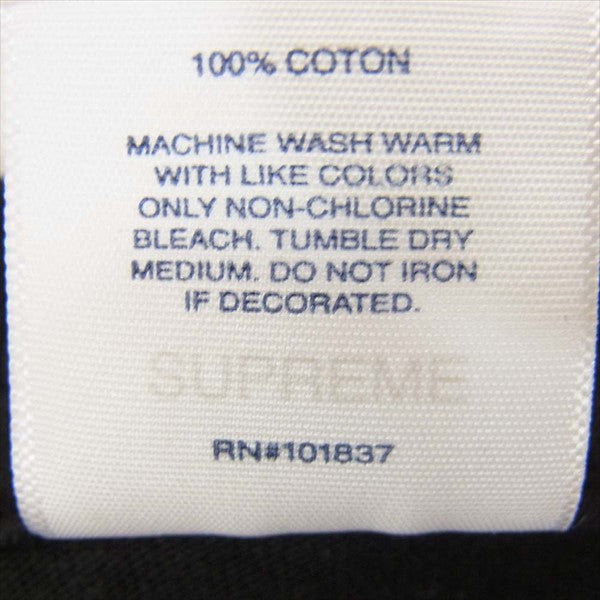 100% COTON
MACHINE WASH WARM
WITH LIKE COLORS
ONLY NON-CHLORINE
BLEACH. TUMBLE DRY
MEDIUM. DO NOT IRON
IF DECORATED.
SUPREME
RN#101837